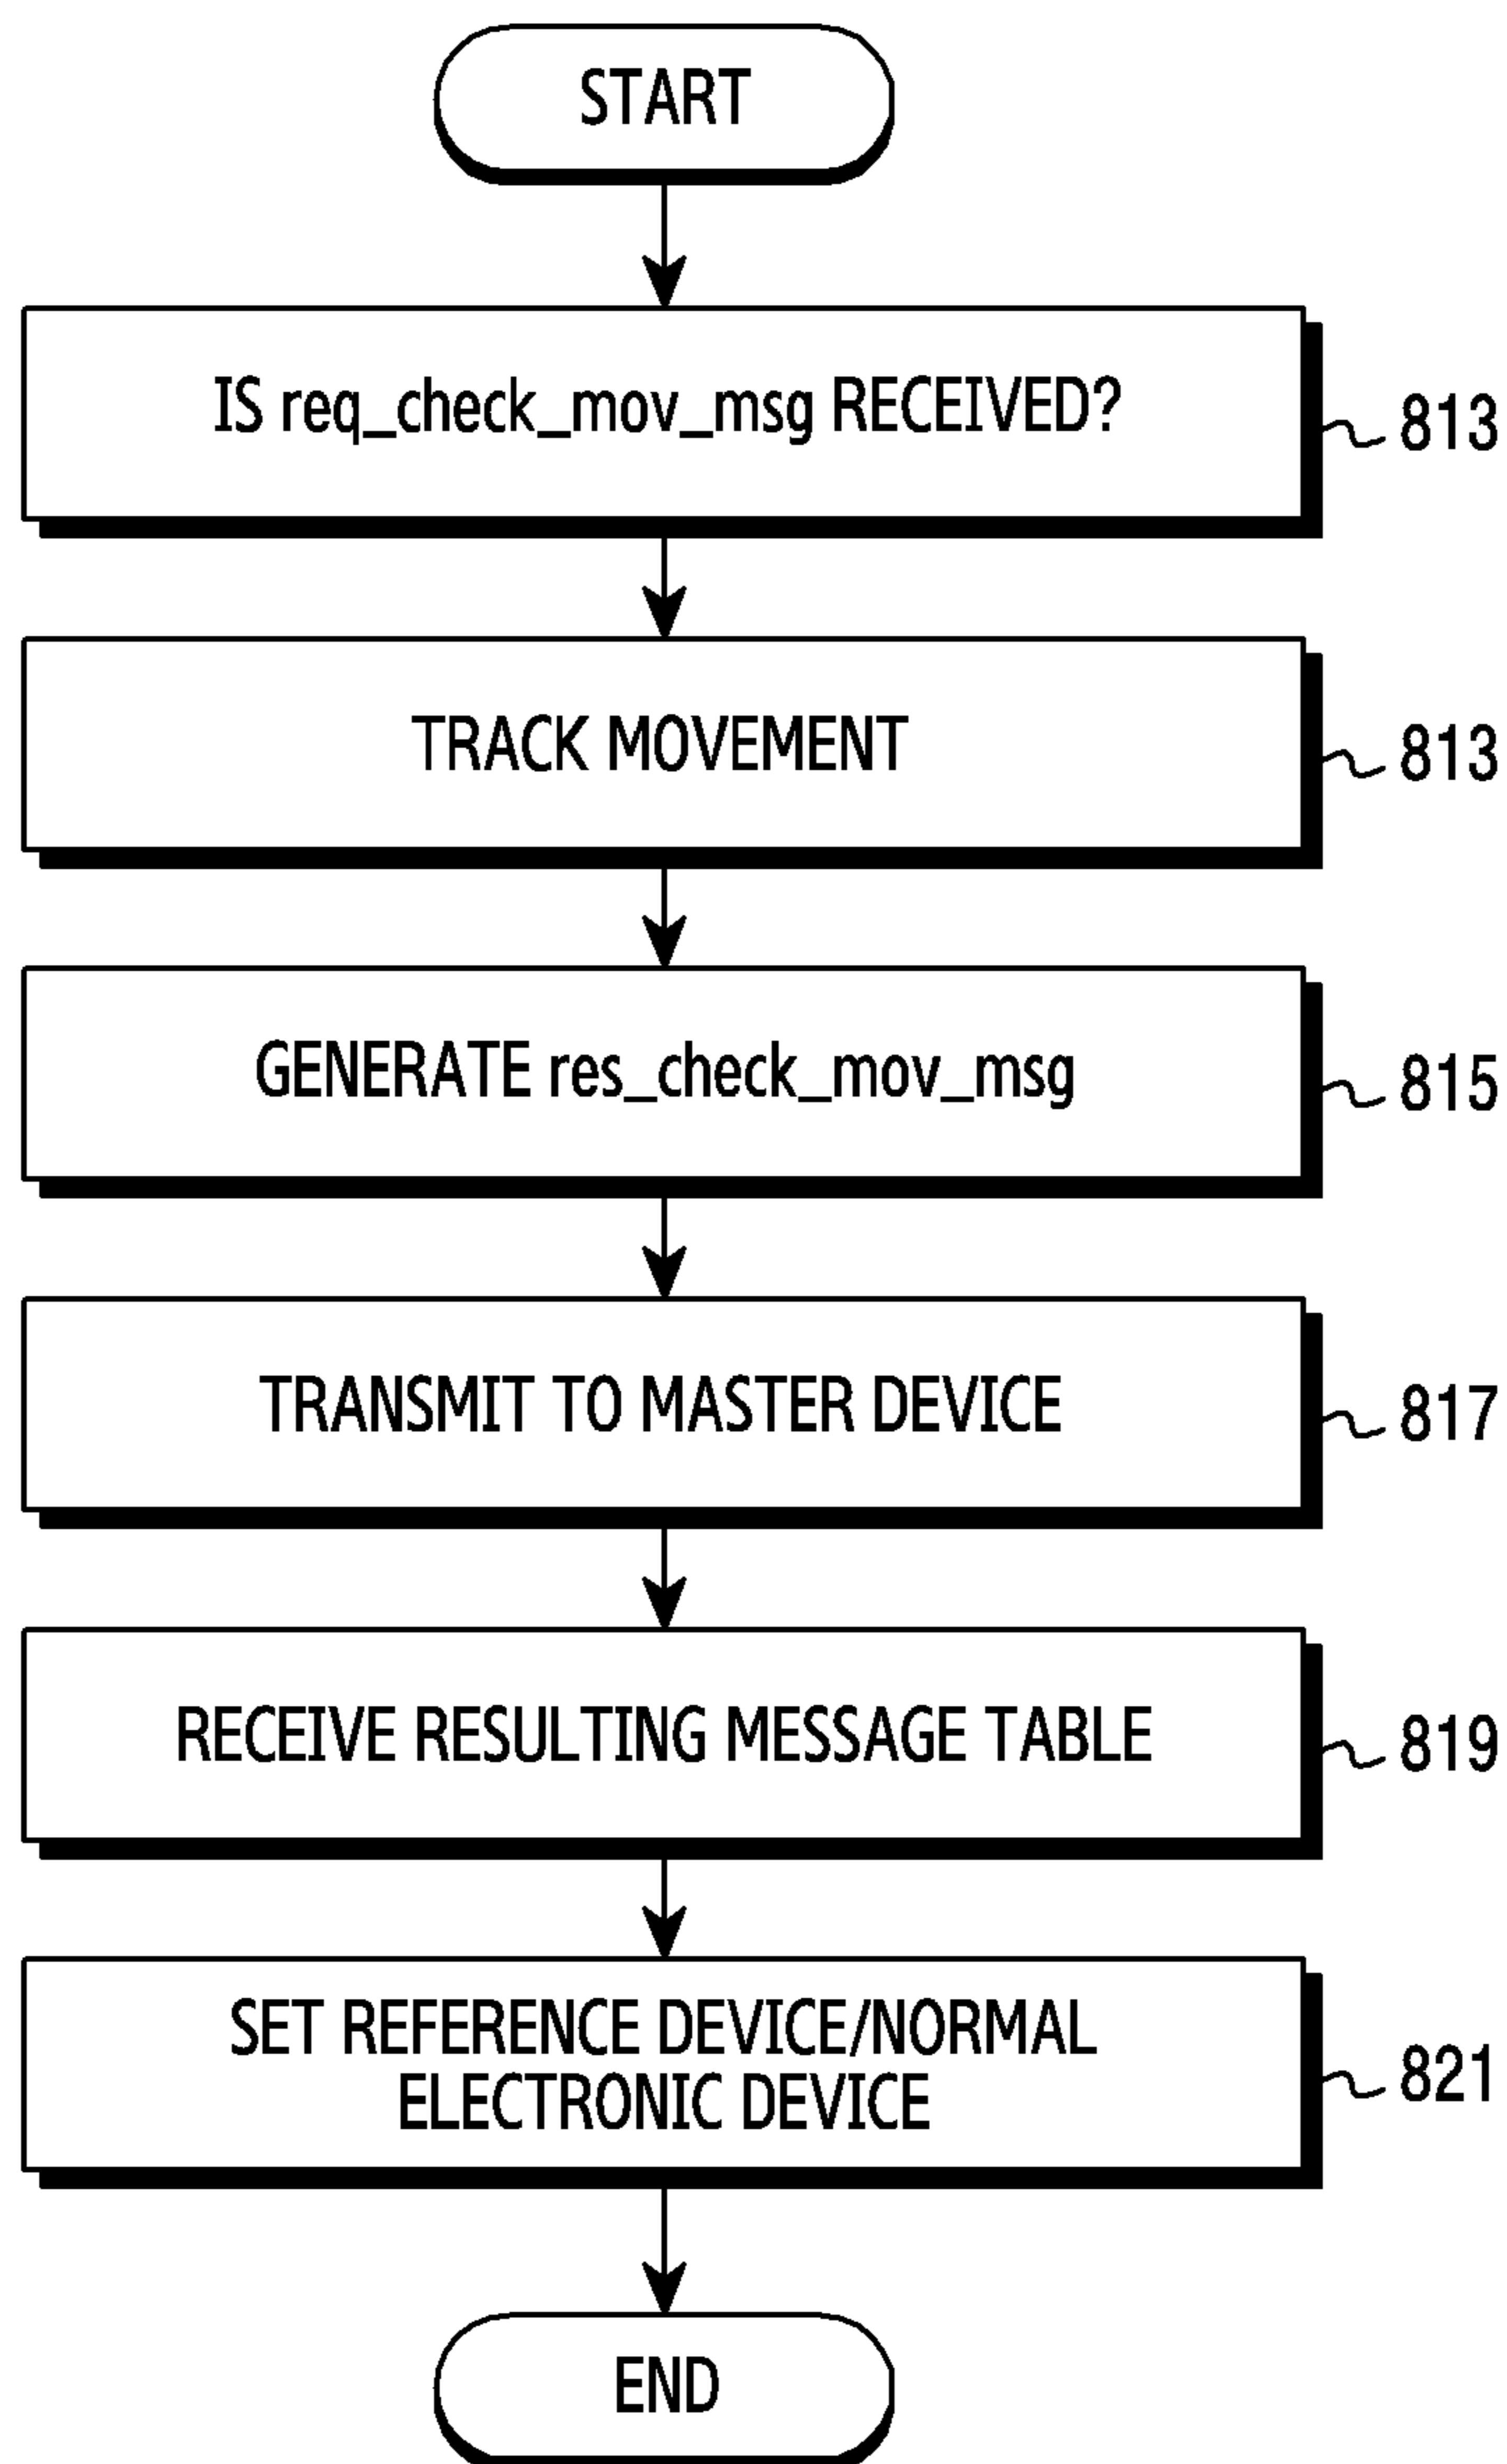 START
IS req_check_mov_msg RECEIVED?
813
TRACK MOVEMENT
813
GENERATE res_check_mov_msg
815
TRANSMIT TO MASTER DEVICE
817
RECEIVE RESULTING MESSAGE TABLE
819
SET REFERENCE DEVICE/NORMAL
ELECTRONIC DEVICE
821
END